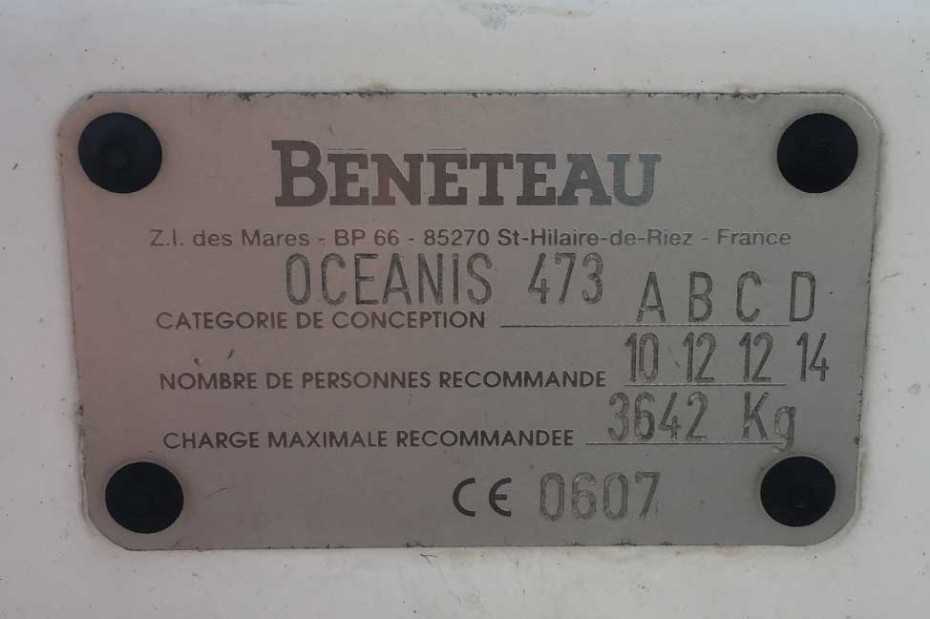 BENETEAU
Z.I. des Mares - BP 66 - 85270 St-Hilaire-de-Riez - France
OCEANIS 473
CATEGORIE DE CONCEPTION A B C D
NOMBRE DE PERSONNES RECOMMANDE 10 12 12 14
CHARGE MAXIMALE RECOMMANDEE 3642 Kg
CE 0607